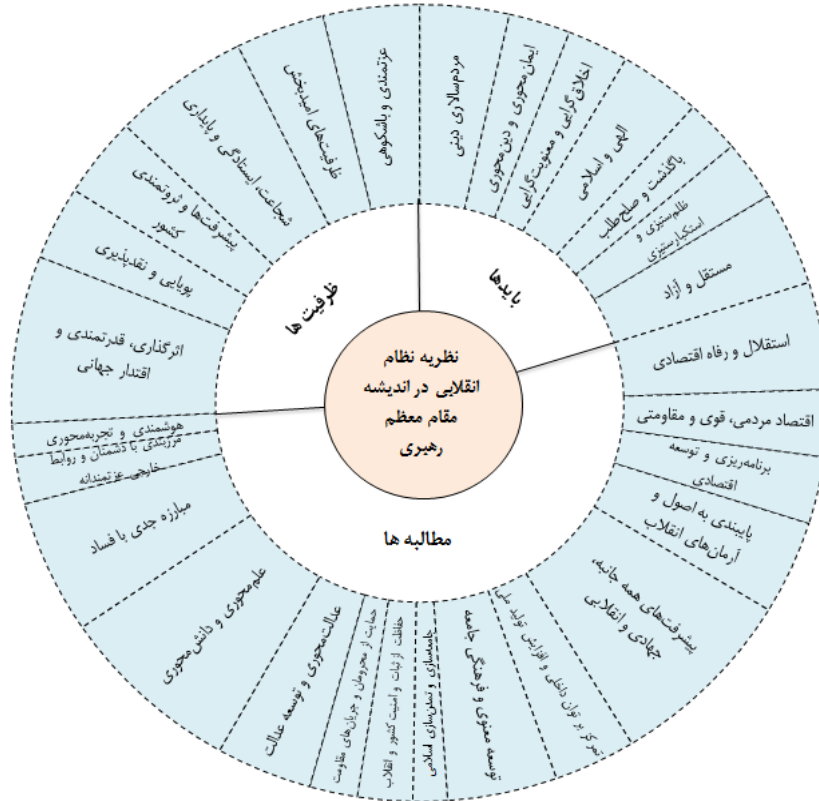 نظریه نظام
انقلابی در اندیشه
مقام معظم
رهبری
بایدها
مردم‌سالاری دینی
ایمان‌محوری و دین‌محوری
اخلاق‌گرایی و معنویت‌گرایی
الهی و اسلامی
باگذشت و صلح‌طلب
ظلم‌ستیزی و
استکبارستیزی
مستقل و آزاد
مطالبه ها
استقلال و رفاه اقتصادی
اقتصاد مردمی، قوی و مقاومتی
برنامه‌ریزی و توسعه
اقتصادی
پایبندی به اصول و
آرمان‌های انقلاب
پیشرفت‌های همه جانبه،
جهادی و انقلابی
تمرکز بر توان داخلی و افزایش تولید ملی
توسعه معنوی و فرهنگی جامعه
جامعه‌سازی و تمدن‌سازی اسلامی
حفاظت از ثبات و امنیت کشور و انقلاب
حمایت از محرومان و جریان‌های مقاومت
عدالت‌محوری و توسعه عدالت
علم‌محوری و دانش‌محوری
مبارزه جدی با فساد
مرزبندی با دشمنان و روابط
خارجی عزتمندانه
هوشمندی و تجربه‌محوری
ظرفیت ها
اثرگذاری، قدرتمندی و
اقتدار جهانی
پویایی و نقدپذیری
پیشرفت‌ها و ثروتمندی
کشور
شجاعت، ایستادگی و پایداری
ظرفیت‌های امیدبخش
عزتمندی و باشکوهی